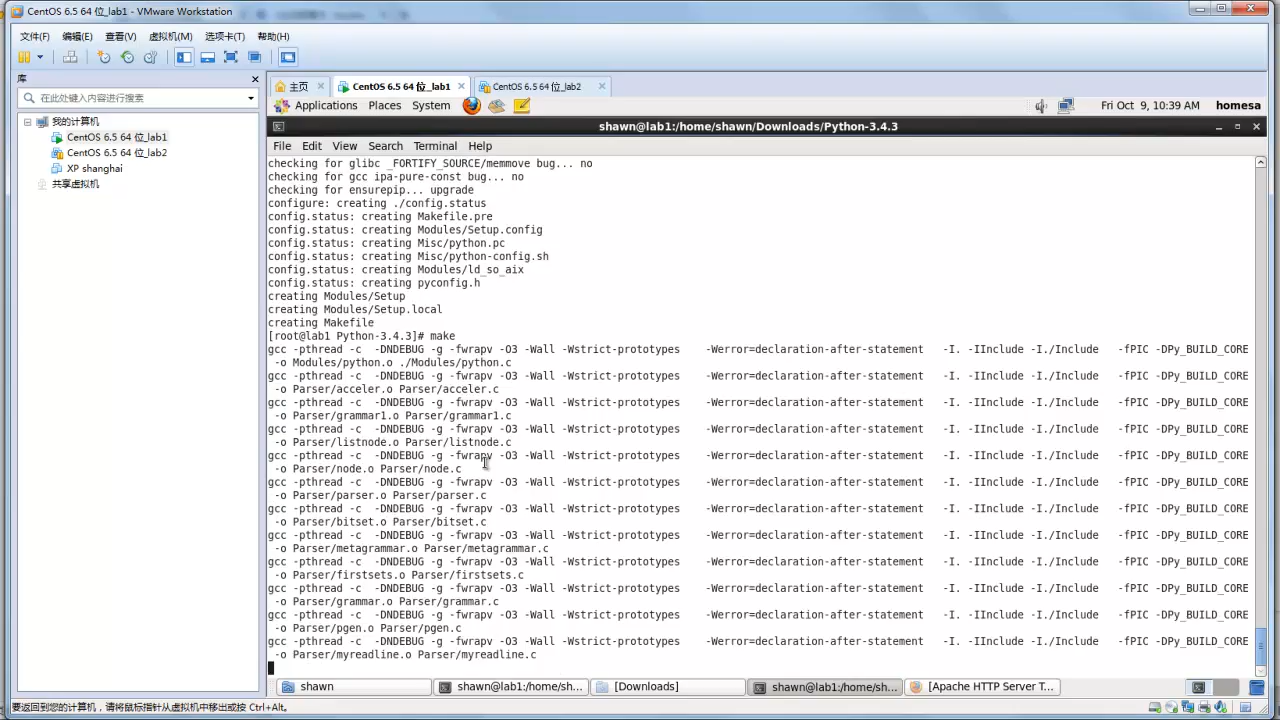 CentOS 6.5 64 位_lab1 - VMware Workstation
文件(F) 编辑(E) 查看(V) 虚拟机(M) 选项卡(T) 帮助(H)
库
在此处键入内容进行搜索
我的计算机
CentOS 6.5 64 位_lab1
CentOS 6.5 64 位_lab2
XP shanghai
共享虚拟机
主页 CentOS 6.5 64 位_lab1 CentOS 6.5 64 位_lab2
Applications Places System Fri Oct 9, 10:39 AM homesa
shawn@lab1:/home/shawn/Downloads/Python-3.4.3
File Edit View Search Terminal Help
checking for glibc _FORTIFY_SOURCE/memmove bug... no
checking for gcc ipa-pure-const bug... no
checking for ensurepip... upgrade
configure: creating ./config.status
config.status: creating Makefile.pre
config.status: creating Modules/Setup.config
config.status: creating Misc/python.pc
config.status: creating Misc/python-config.sh
config.status: creating Modules/ld_so_aix
config.status: creating pyconfig.h
creating Modules/Setup
creating Modules/Setup.local
creating Makefile
[root@lab1 Python-3.4.3]# make
gcc -pthread -c -DNDEBUG -g -fwrapv -O3 -Wall -Wstrict-prototypes -Werror=declaration-after-statement -I. -IInclude -I./Include -fPIC -DPy_BUILD_CORE
-o Modules/python.o ./Modules/python.c
gcc -pthread -c -DNDEBUG -g -fwrapv -O3 -Wall -Wstrict-prototypes -Werror=declaration-after-statement -I. -IInclude -I./Include -fPIC -DPy_BUILD_CORE
-o Parser/acceler.o Parser/acceler.c
gcc -pthread -c -DNDEBUG -g -fwrapv -O3 -Wall -Wstrict-prototypes -Werror=declaration-after-statement -I. -IInclude -I./Include -fPIC -DPy_BUILD_CORE
-o Parser/grammar1.o Parser/grammar1.c
gcc -pthread -c -DNDEBUG -g -fwrapv -O3 -Wall -Wstrict-prototypes -Werror=declaration-after-statement -I. -IInclude -I./Include -fPIC -DPy_BUILD_CORE
-o Parser/listnode.o Parser/listnode.c
gcc -pthread -c -DNDEBUG -g -fwrapv -O3 -Wall -Wstrict-prototypes -Werror=declaration-after-statement -I. -IInclude -I./Include -fPIC -DPy_BUILD_CORE
-o Parser/node.o Parser/node.c
gcc -pthread -c -DNDEBUG -g -fwrapv -O3 -Wall -Wstrict-prototypes -Werror=declaration-after-statement -I. -IInclude -I./Include -fPIC -DPy_BUILD_CORE
-o Parser/parser.o Parser/parser.c
gcc -pthread -c -DNDEBUG -g -fwrapv -O3 -Wall -Wstrict-prototypes -Werror=declaration-after-statement -I. -IInclude -I./Include -fPIC -DPy_BUILD_CORE
-o Parser/bitset.o Parser/bitset.c
gcc -pthread -c -DNDEBUG -g -fwrapv -O3 -Wall -Wstrict-prototypes -Werror=declaration-after-statement -I. -IInclude -I./Include -fPIC -DPy_BUILD_CORE
-o Parser/metagrammar.o Parser/metagrammar.c
gcc -pthread -c -DNDEBUG -g -fwrapv -O3 -Wall -Wstrict-prototypes -Werror=declaration-after-statement -I. -IInclude -I./Include -fPIC -DPy_BUILD_CORE
-o Parser/firstsets.o Parser/firstsets.c
gcc -pthread -c -DNDEBUG -g -fwrapv -O3 -Wall -Wstrict-prototypes -Werror=declaration-after-statement -I. -IInclude -I./Include -fPIC -DPy_BUILD_CORE
-o Parser/grammar.o Parser/grammar.c
gcc -pthread -c -DNDEBUG -g -fwrapv -O3 -Wall -Wstrict-prototypes -Werror=declaration-after-statement -I. -IInclude -I./Include -fPIC -DPy_BUILD_CORE
-o Parser/pgen.o Parser/pgen.c
gcc -pthread -c -DNDEBUG -g -fwrapv -O3 -Wall -Wstrict-prototypes -Werror=declaration-after-statement -I. -IInclude -I./Include -fPIC -DPy_BUILD_CORE
-o Parser/myreadline.o Parser/myreadline.c
shawn shawn@lab1:/home/sh... [Downloads] shawn@lab1:/home/sh... [Apache HTTP Server T...
要返回到您的计算机，请将鼠标指针从虚拟机中移出或按 Ctrl+Alt。